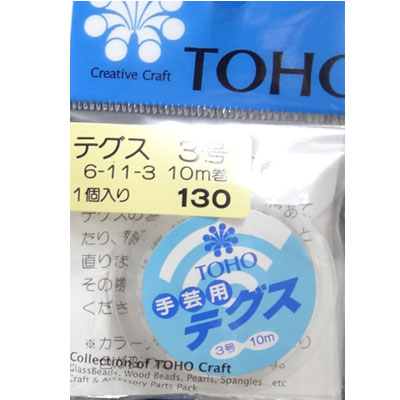 Creative Craft
TOHO
テグス 3号
6-11-3 10m巻
1個入り 130
テグスの巻
たり、
直りま
その場
くださ
TOHO
手芸用
テグス
3号 10m
※カラー
Collection of TOHO Craft
GlassBeads, Wood Beads, Pearls, Spangles...etc
Craft & Accessory Parts Pack